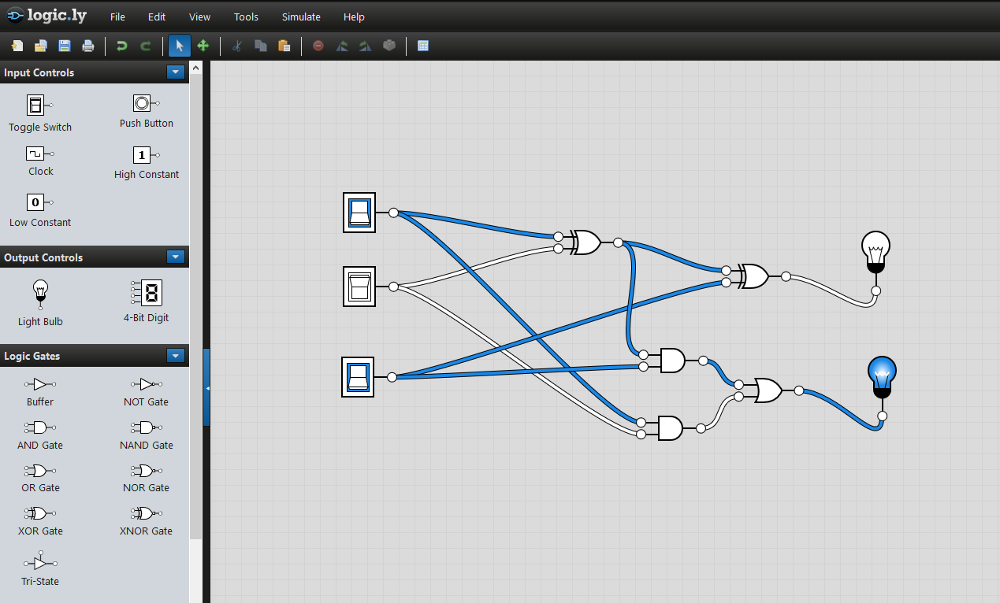 logic.ly File Edit View Tools Simulate Help
Input Controls
Toggle Switch Push Button
Clock
1
High Constant
0
Low Constant
Output Controls
8
Light Bulb 4-Bit Digit
Logic Gates
Buffer NOT Gate
AND Gate NAND Gate
OR Gate NOR Gate
XOR Gate XNOR Gate
Tri-State